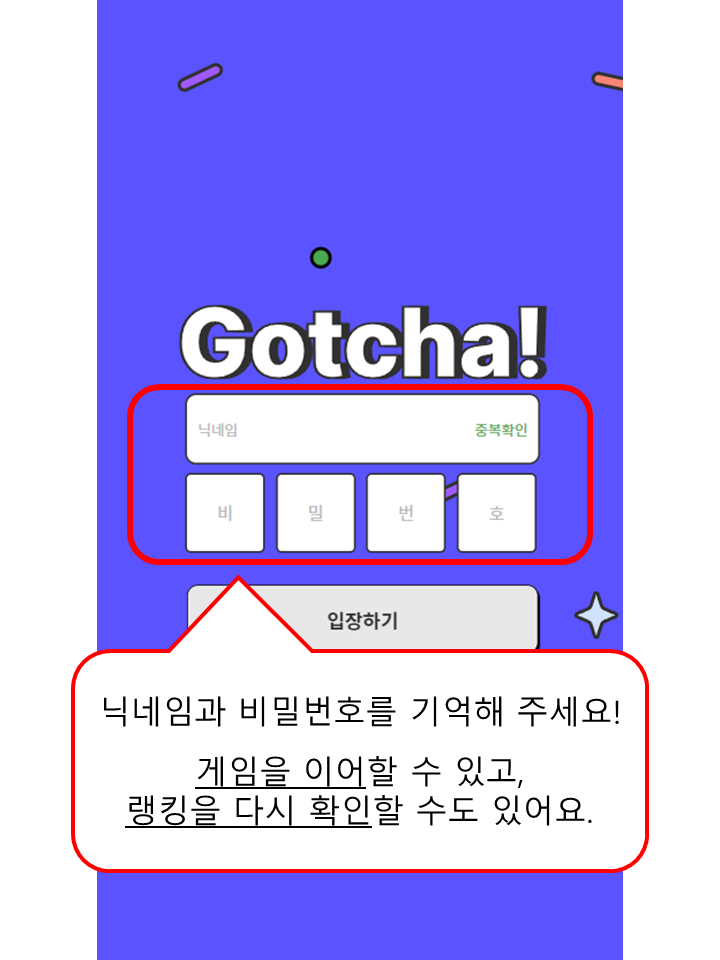 Gotcha!
닉네임 중복확인
비 밀 번 호
입장하기
닉네임과 비밀번호를 기억해 주세요!
게임을 이어할 수 있고,
랭킹을 다시 확인할 수도 있어요.